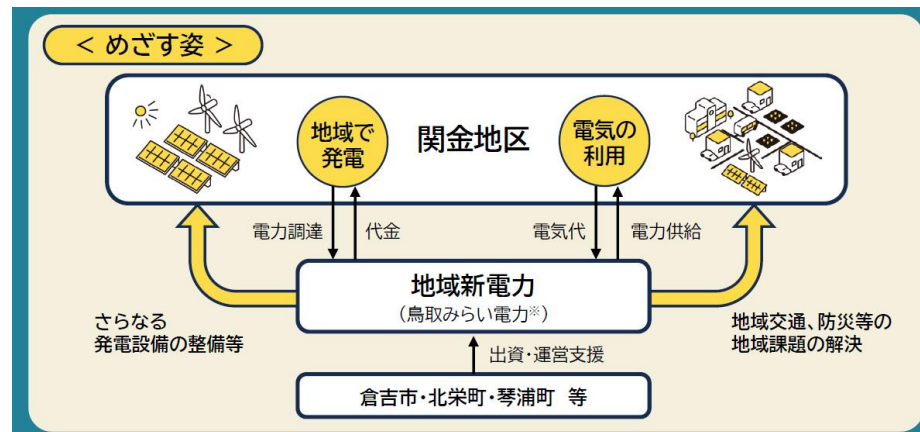 ＜ めざす姿 ＞
地域で
発電
関金地区
電気の
利用
電力調達
代金
電気代
電力供給
地域新電力
（鳥取みらい電力※）
さらなる
発電設備の整備等
地域交通、防災等の
地域課題の解決
出資・運営支援
倉吉市・北栄町・琴浦町 等